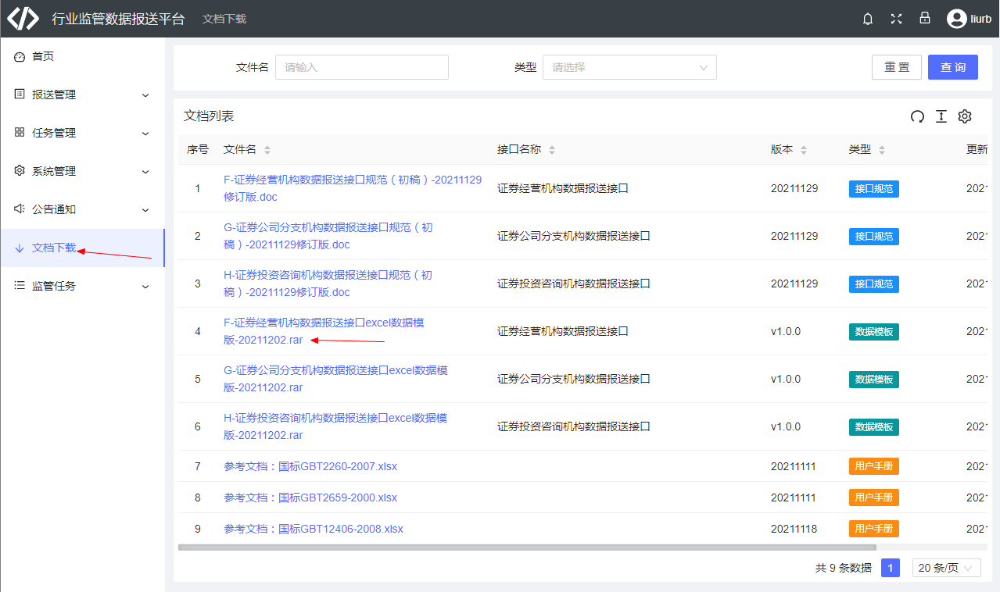 行业监管数据报送平台 文档下载 liurb
首页
报送管理
任务管理
系统管理
公告通知
文档下载
监管任务
文件名 请输入 类型 请选择 重置 查询
文档列表
序号 文件名 接口名称 版本 类型 更新
1 F-证券经营机构数据报送接口规范（初稿）-20211129 证券经营机构数据报送接口 20211129 接口规范 202
修订版.doc
2 G-证券公司分支机构数据报送接口规范（初 证券公司分支机构数据报送接口 20211129 接口规范 202
稿）-20211129修订版.doc
3 H-证券投资咨询机构数据报送接口规范（初 证券投资咨询机构数据报送接口 20211129 接口规范 202
稿）-20211129修订版.doc
4 F-证券经营机构数据报送接口excel数据模 证券经营机构数据报送接口 v1.0.0 数据模板 202
版-20211202.rar
5 G-证券公司分支机构数据报送接口excel数据模 证券公司分支机构数据报送接口 v1.0.0 数据模板 202
版-20211202.rar
6 H-证券投资咨询机构数据报送接口excel数据模 证券投资咨询机构数据报送接口 v1.0.0 数据模板 202
版-20211202.rar
7 参考文档：国标GBT2260-2007.xlsx 20211111 用户手册 202
8 参考文档：国标GBT2659-2000.xlsx 20211111 用户手册 202
9 参考文档：国标GBT12406-2008.xlsx 20211118 用户手册 202
共 9 条数据 1 20 条/页